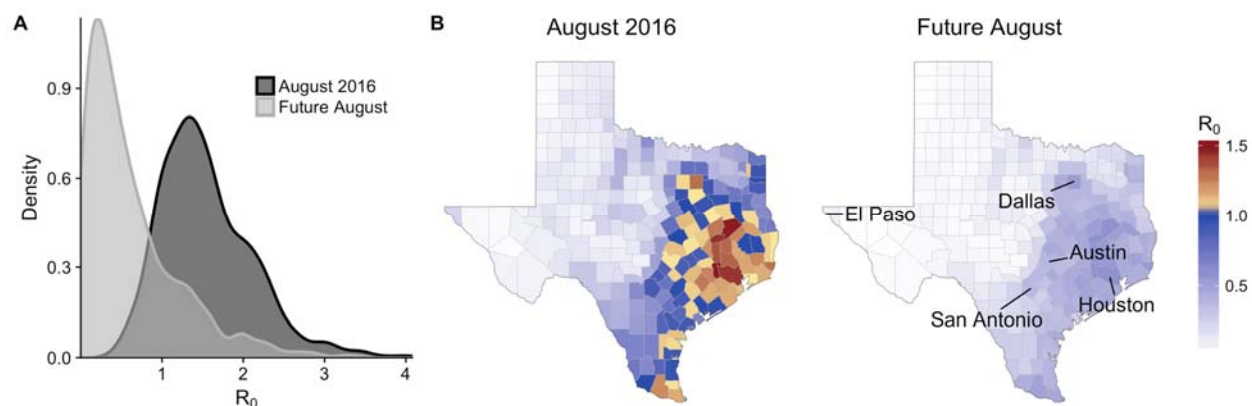 A
Density
0.9
0.6
0.3
0.0
1
2
3
4
R0
August 2016
Future August
B
August 2016
Future August
El Paso
Dallas
Austin
Houston
San Antonio
R0
1.5
1.0
0.5